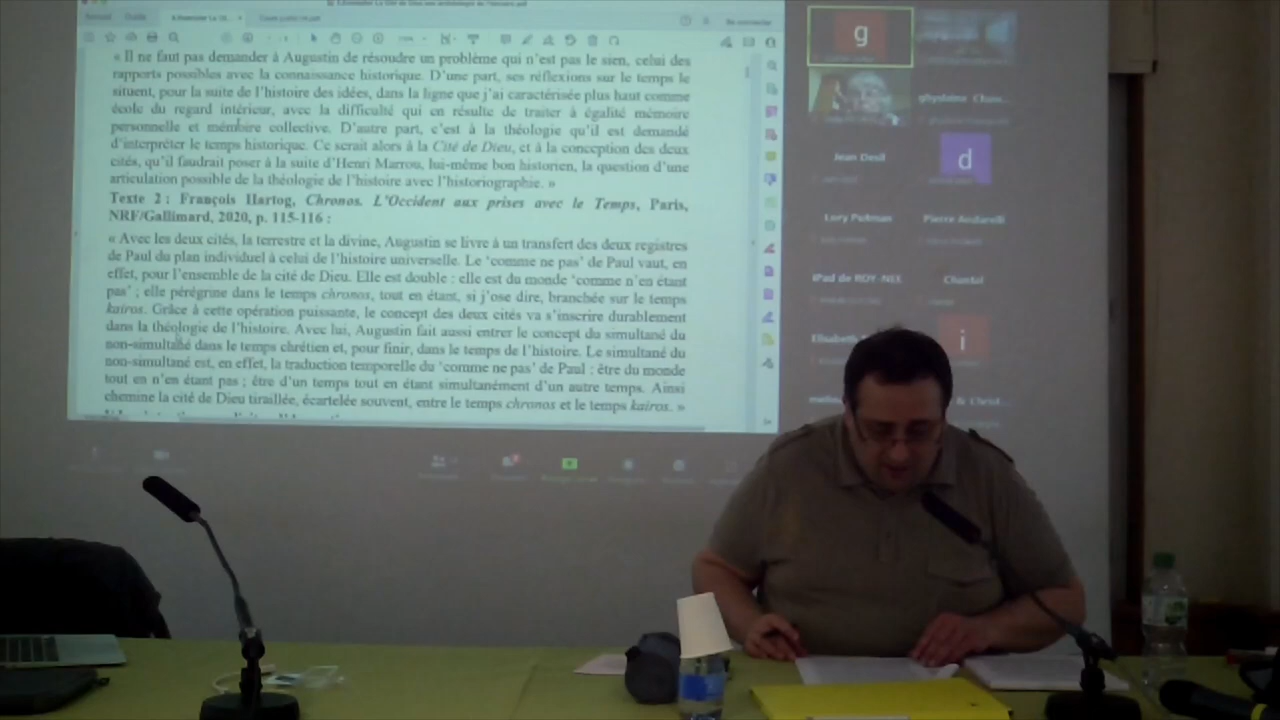 « Il ne faut pas demander à Augustin de résoudre un problème qui n'est pas le sien, celui des
rapports possibles avec la connaissance historique. D'une part, ses réflexions sur le temps le
situent, pour la suite de l'histoire des idées, dans la ligne que j'ai caractérisée plus haut comme
école du regard intérieur, avec la difficulté qui en résulte de traiter à égalité mémoire
personnelle et mémoire collective. D'autre part, c'est à la théologie qu'il est demandé
d'interpréter le temps historique. Ce serait alors à la Cité de Dieu, et à la conception des deux
cités, qu'il faudrait poser à la suite d'Henri Marrou, lui-même bon historien, la question d'une
articulation possible de la théologie de l'histoire avec l'historiographie. »
Texte 2 : François Hartog, Chronos. L'Occident aux prises avec le Temps, Paris,
NRF/Gallimard, 2020, p. 115-116 :
« Avec les deux cités, la terrestre et la divine, Augustin se livre à un transfert des deux registres
de Paul du plan individuel à celui de l'histoire universelle. Le 'comme ne pas' de Paul vaut, en
effet, pour l'ensemble de la cité de Dieu. Elle est double : elle est du monde 'comme n'en étant
pas' ; elle pérégrine dans le temps chronos, tout en étant, si j'ose dire, branchée sur le temps
kairos. Grâce à cette opération puissante, le concept des deux cités va s'inscrire durablement
dans la théologie de l'histoire. Avec lui, Augustin fait aussi entrer le concept du simultané du
non-simultané dans le temps chrétien et, pour finir, dans le temps de l'histoire. Le simultané du
non-simultané est, en effet, la traduction temporelle du 'comme ne pas' de Paul : être du monde
tout en n'en étant pas ; être d'un temps tout en étant simultanément d'un autre temps. Ainsi
chemine la cité de Dieu tiraillée, écartelée souvent, entre le temps chronos et le temps kairos. »
g
ghyslaine
Jean Desil
d
Lory Putman
Pierre Andarelli
iPad de ROY-NEX
Chantal
i